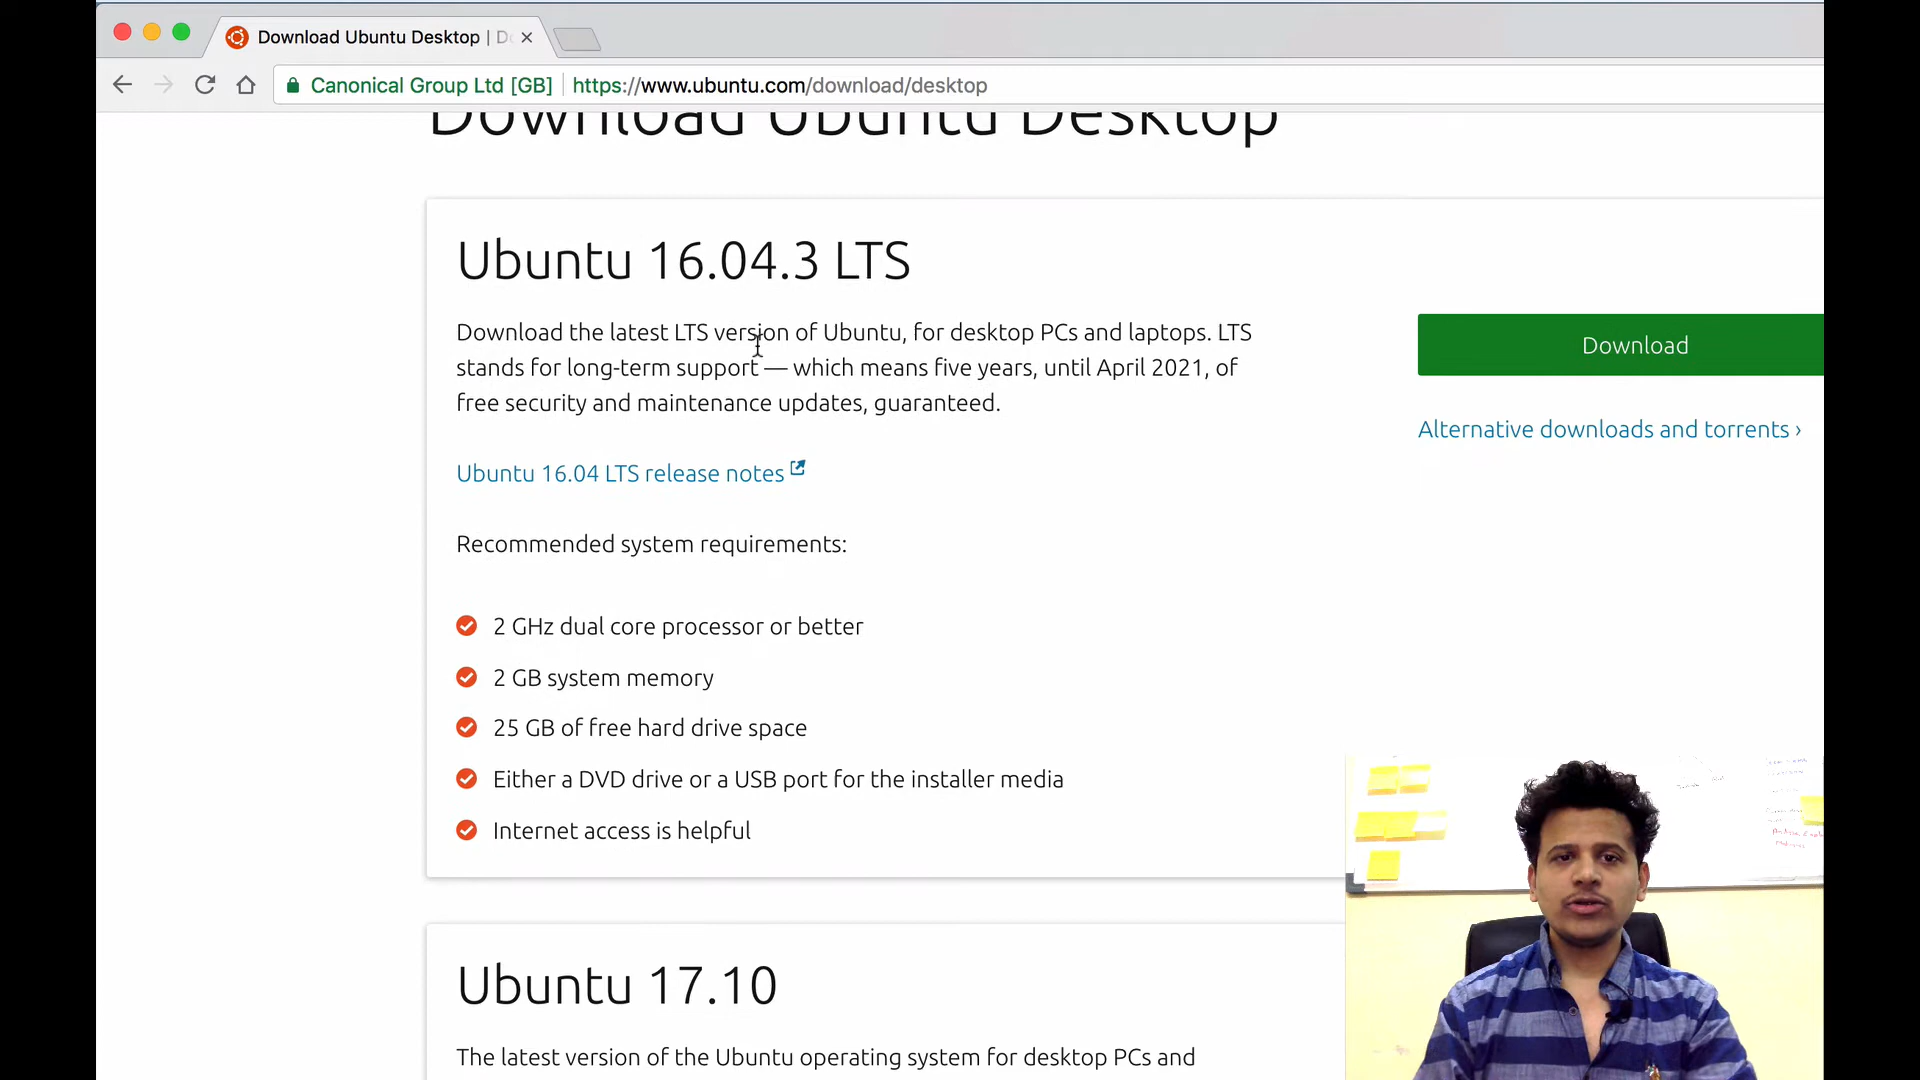 Download Ubuntu Desktop | D
Canonical Group Ltd [GB] https://www.ubuntu.com/download/desktop
Download Ubuntu Desktop
Ubuntu 16.04.3 LTS
Download the latest LTS version of Ubuntu, for desktop PCs and laptops. LTS
stands for long-term support — which means five years, until April 2021, of
free security and maintenance updates, guaranteed.
Download
Alternative downloads and torrents ›
Ubuntu 16.04 LTS release notes
Recommended system requirements:
2 GHz dual core processor or better
2 GB system memory
25 GB of free hard drive space
Either a DVD drive or a USB port for the installer media
Internet access is helpful
Ubuntu 17.10
The latest version of the Ubuntu operating system for desktop PCs and